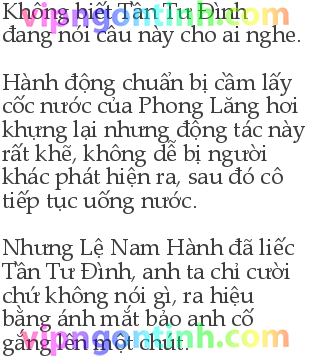 Không biết Tần Tư Đình
đang nói câu này cho ai nghe.
Hành động chuẩn bị cầm lấy
cốc nước của Phong Lăng hơi
khựng lại nhưng động tác này
rất khẽ, không dễ bị người
khác phát hiện ra, sau đó cô
tiếp tục uống nước.
Nhưng Lệ Nam Hành đã liếc
Tần Tư Đình, anh ta chỉ cười
chứ không nói gì, ra hiệu
bằng ánh mắt bảo anh cố
gắng lên một chút.
vipngontinh.com
vipngontinh.com